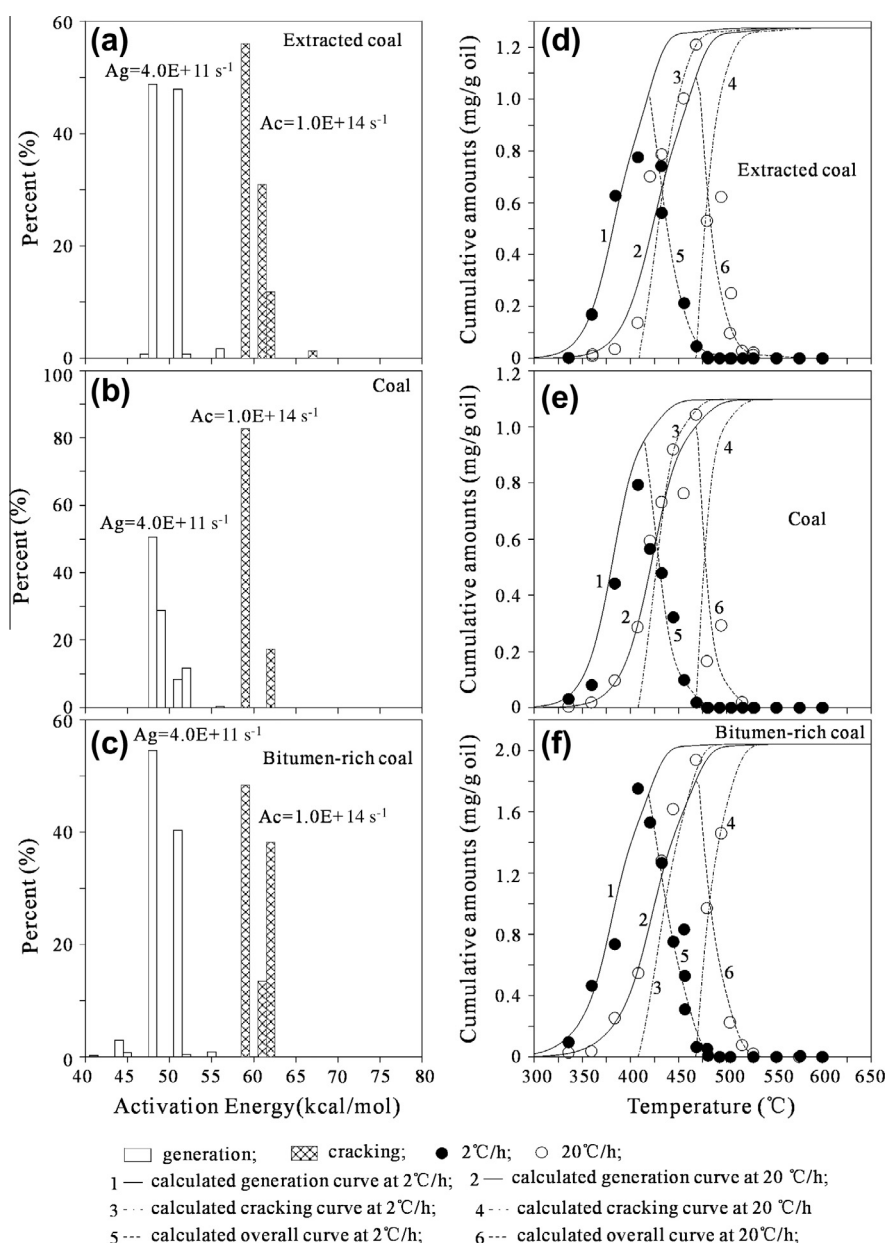 (a)
Extracted coal
Ag=4.0E+11 s-1
Ac=1.0E+14 s-1
Percent (%)
60
40
20
0
(b)
Coal
Ac=1.0E+14 s-1
Ag=4.0E+11 s-1
Percent (%)
100
80
60
40
20
0
(c)
Ag=4.0E+11 s-1
Bitumen-rich coal
Ac=1.0E+14 s-1
Percent (%)
60
40
20
0
40 45 50 55 60 65 70 80
Activation Energy(kcal/mol)
(d)
Extracted coal
Cumulative amounts (mg/g oil)
1.2
1.0
0.8
0.6
0.4
0.2
0
1
2
3
4
5
6
(e)
Coal
Cumulative amounts (mg/g oil)
1.2
1.1
1.0
0.8
0.6
0.4
0.2
0.0
1
2
3
4
5
6
(f)
Bitumen-rich coal
Cumulative amounts (mg/g oil)
2.0
1.6
1.2
0.8
0.4
0
1
2
3
4
5
6
300 350 400 450 500 550 600 650
Temperature (℃)
generation; cracking; 2℃/h; 20℃/h;
1 — calculated generation curve at 2℃/h; 2 — calculated generation curve at 20 ℃/h;
3 -·· calculated cracking curve at 2℃/h; 4 -·· calculated cracking curve at 20 ℃/h
5 --- calculated overall curve at 2℃/h; 6 --- calculated overall curve at 20℃/h;